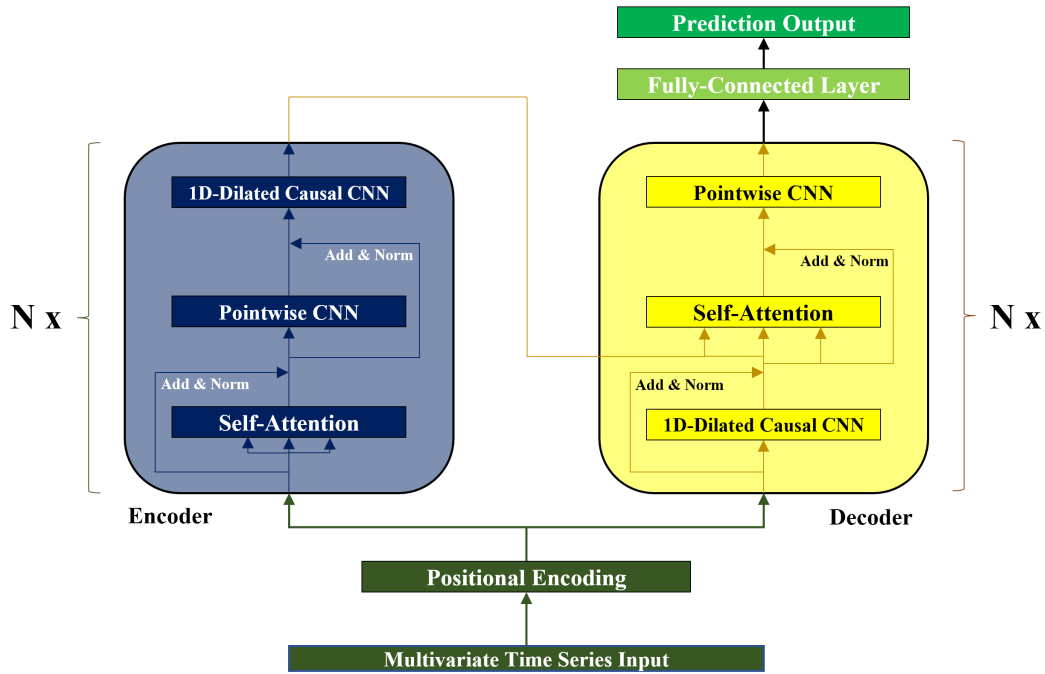 Prediction Output
Fully-Connected Layer
1D-Dilated Causal CNN
Add & Norm
Pointwise CNN
Add & Norm
Self-Attention
N x
Encoder
Pointwise CNN
Add & Norm
Self-Attention
Add & Norm
1D-Dilated Causal CNN
N x
Decoder
Positional Encoding
Multivariate Time Series Input